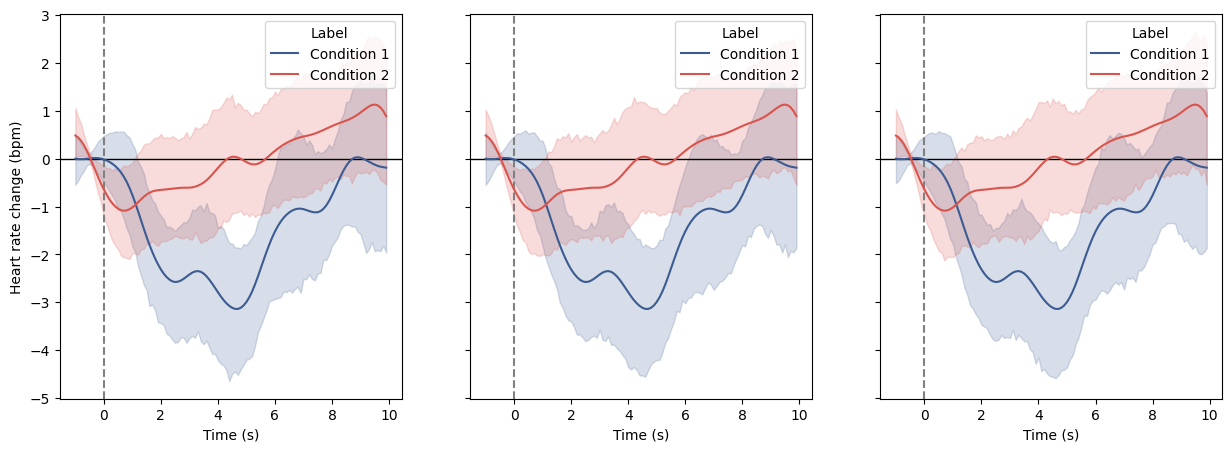 Heart rate change (bpm)
3
2
1
0
−1
−2
−3
−4
−5
Label
Condition 1
Condition 2
0 2 4 6 8 10
Time (s)
Label
Condition 1
Condition 2
0 2 4 6 8 10
Time (s)
Label
Condition 1
Condition 2
0 2 4 6 8 10
Time (s)